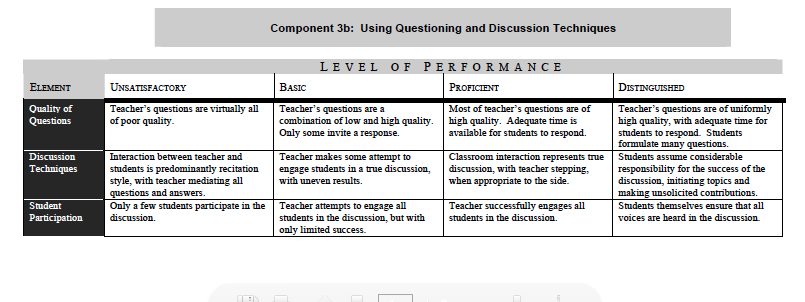 Component 3b: Using Questioning and Discussion Techniques
LEVEL OF PERFORMANCE
ELEMENT UNSATISFACTORY BASIC PROFICIENT DISTINGUISHED
Quality of Questions
Teacher's questions are virtually all
of poor quality.
Teacher's questions are a
combination of low and high quality.
Only some invite a response.
Most of teacher's questions are of
high quality. Adequate time is
available for students to respond.
Teacher's questions are of uniformly
high quality, with adequate time for
students to respond. Students
formulate many questions.
Discussion
Techniques
Interaction between teacher and
students is predominantly recitation
style, with teacher mediating all
questions and answers.
Teacher makes some attempt to
engage students in a true discussion,
with uneven results.
Classroom interaction represents true
discussion, with teacher stepping,
when appropriate to the side.
Students assume considerable
responsibility for the success of the
discussion, initiating topics and
making unsolicited contributions.
Student
Participation
Only a few students participate in the
discussion.
Teacher attempts to engage all
students in the discussion, but with
only limited success.
Teacher successfully engages all
students in the discussion.
Students themselves ensure that all
voices are heard in the discussion.